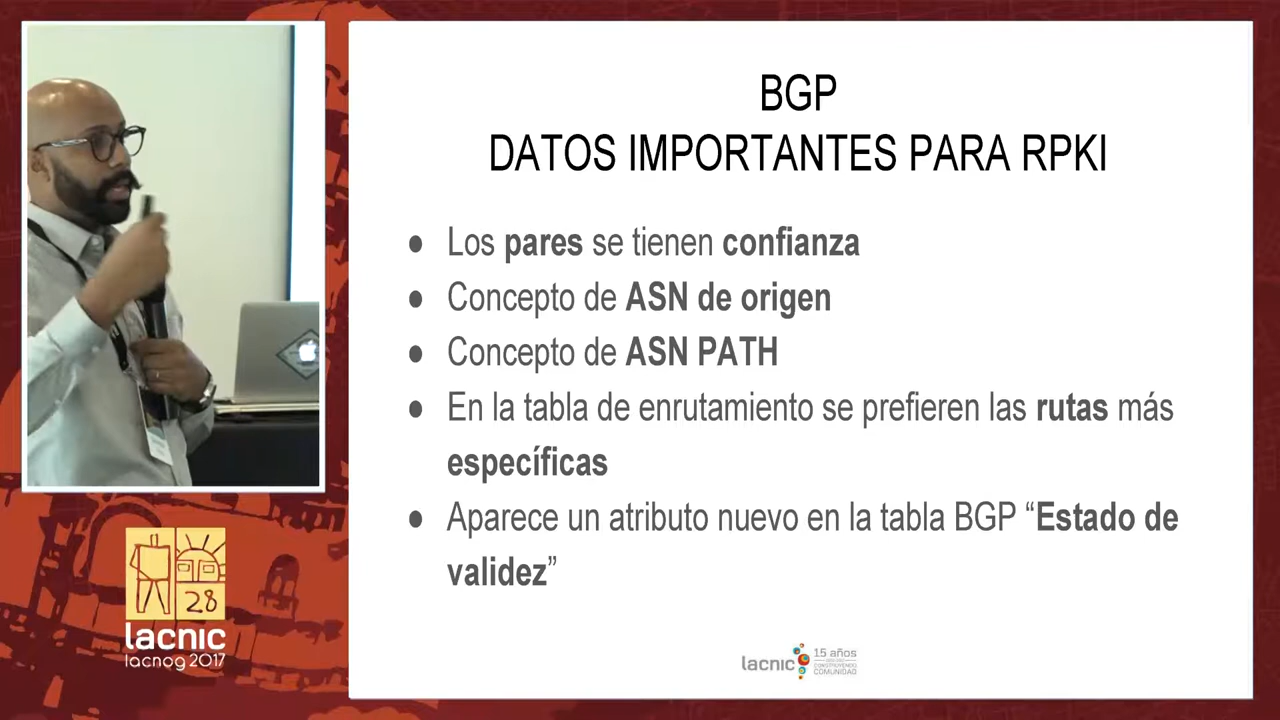 BGP
DATOS IMPORTANTES PARA RPKI
● Los pares se tienen confianza
● Concepto de ASN de origen
● Concepto de ASN PATH
● En la tabla de enrutamiento se prefieren las rutas más
específicas
● Aparece un atributo nuevo en la tabla BGP “Estado de
validez”
28
lacnic
lacnog 2017
lacnic
15 años
CONSTRUYENDO
COMUNIDAD